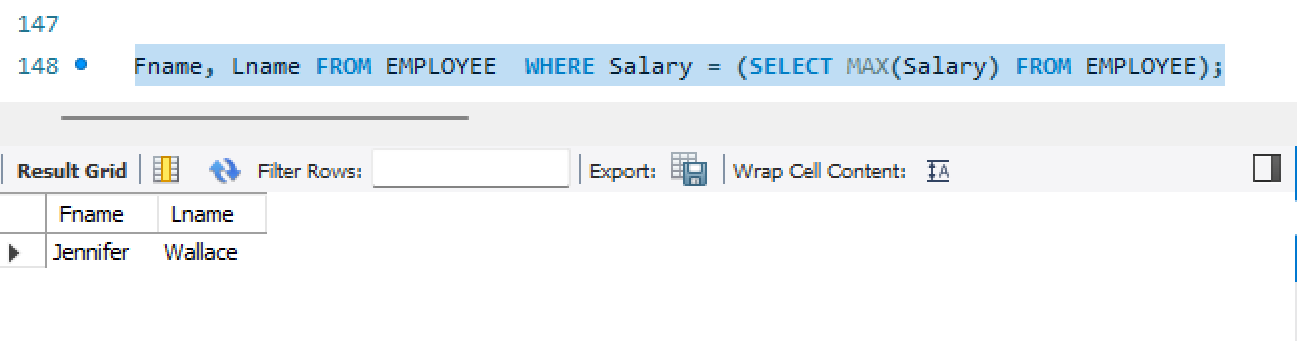 147
148 Fname, Lname FROM EMPLOYEE  WHERE Salary = (SELECT MAX(Salary) FROM EMPLOYEE);
Result Grid Filter Rows: Export: Wrap Cell Content: IA
Fname Lname
Jennifer Wallace